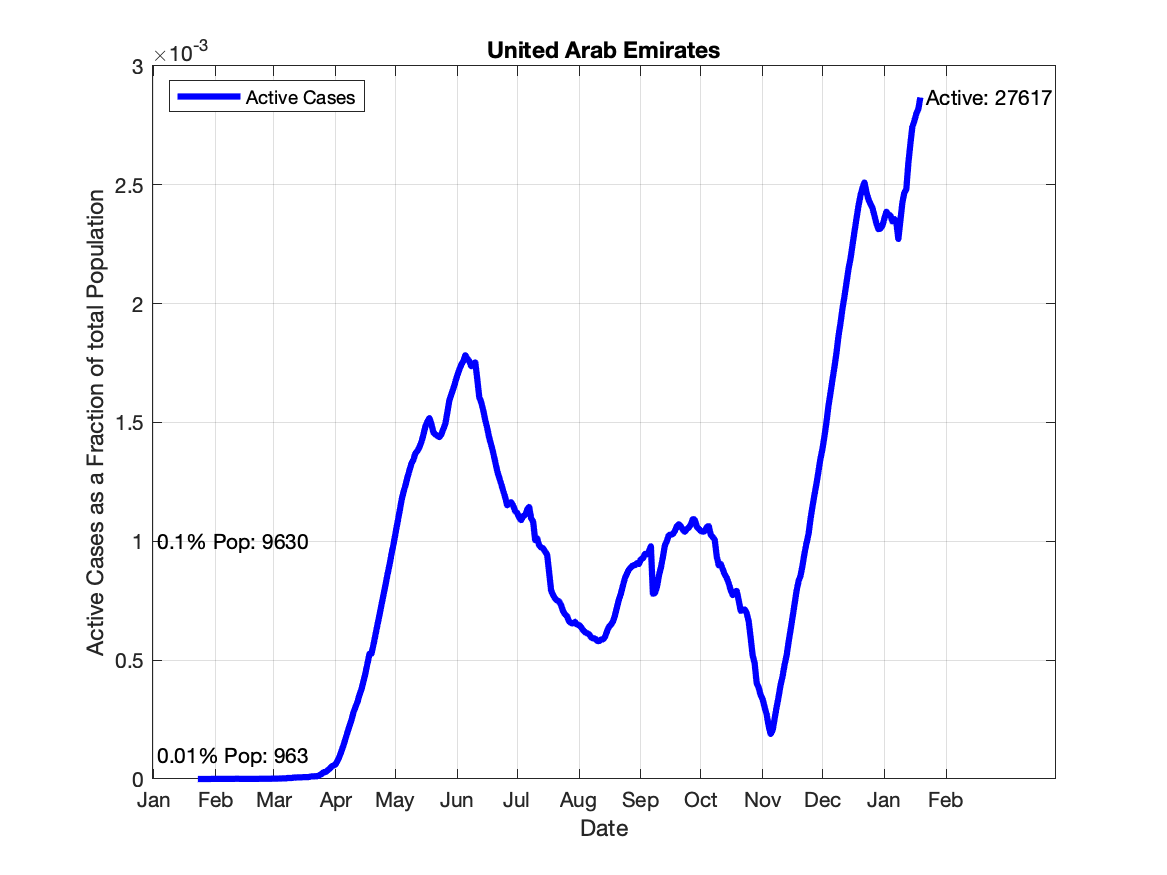 United Arab Emirates
×10-3
Active Cases
Active: 27617
3
2.5
2
1.5
1
0.5
0
0.1% Pop: 9630
0.01% Pop: 963
Active Cases as a Fraction of total Population
Jan Feb Mar Apr May Jun Jul Aug Sep Oct Nov Dec Jan Feb
Date